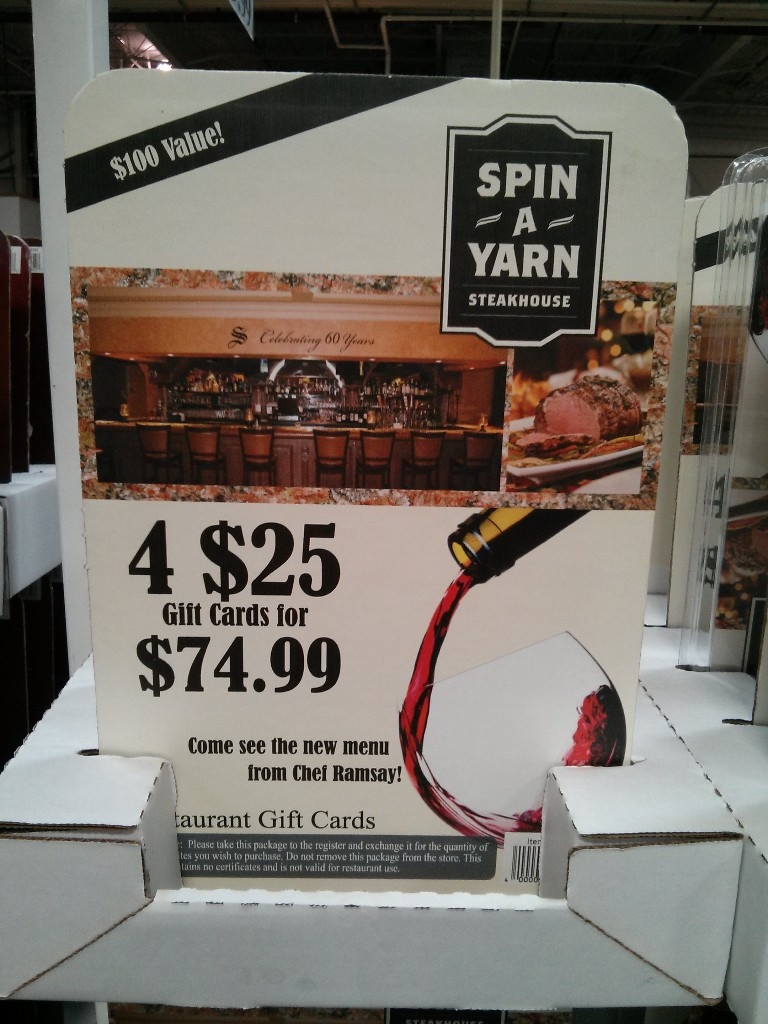 $100 Value!
SPIN
A
YARN
STEAKHOUSE
S Celebrating 60 Years
4 $25
Gift Cards for
$74.99
Come see the new menu
from Chef Ramsay!
taurant Gift Cards
: Please take this package to the register and exchange it for the quantity of
tes you wish to purchase. Do not remove this package from the store. This
tains no certificates and is not valid for restaurant use.
Iter
STEAKHOUSE